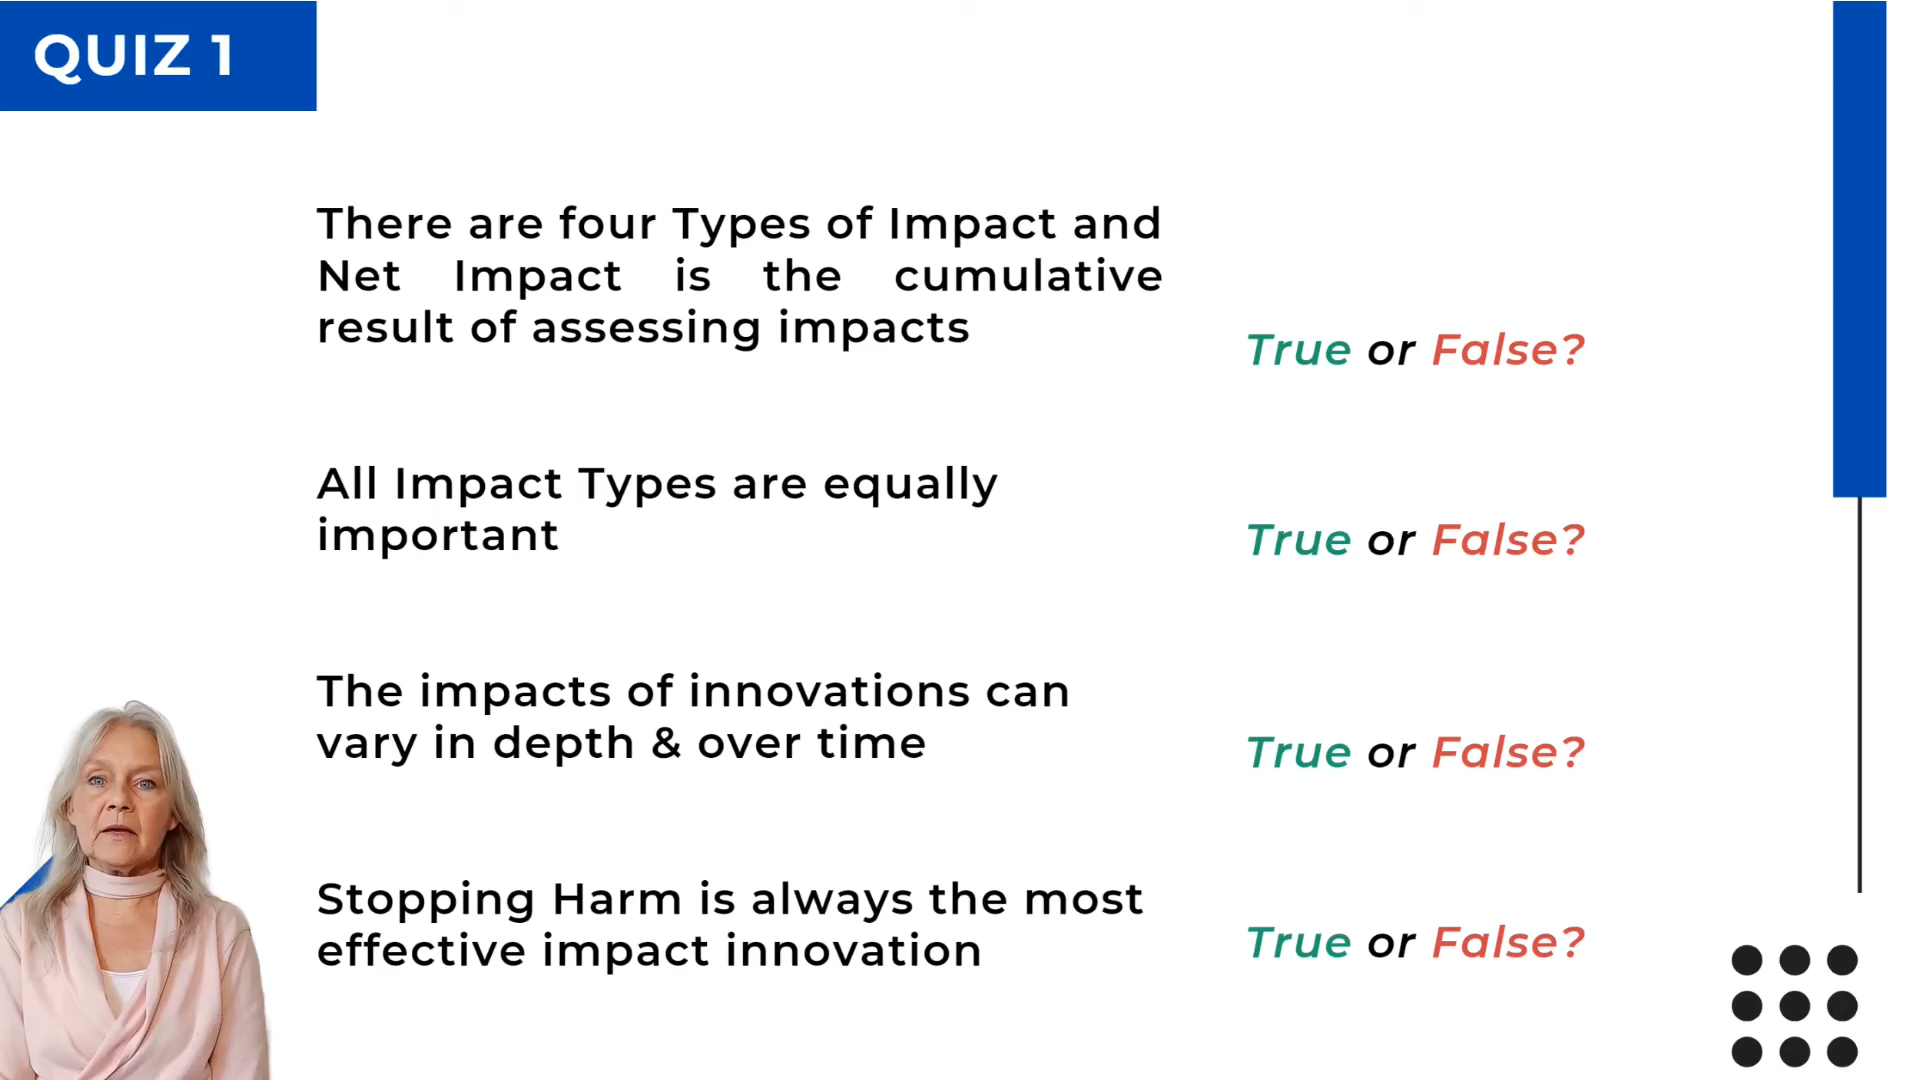 QUIZ 1
There are four Types of Impact and
Net Impact is the cumulative
result of assessing impacts
True or False?
All Impact Types are equally
important
True or False?
The impacts of innovations can
vary in depth & over time
True or False?
Stopping Harm is always the most
effective impact innovation
True or False?